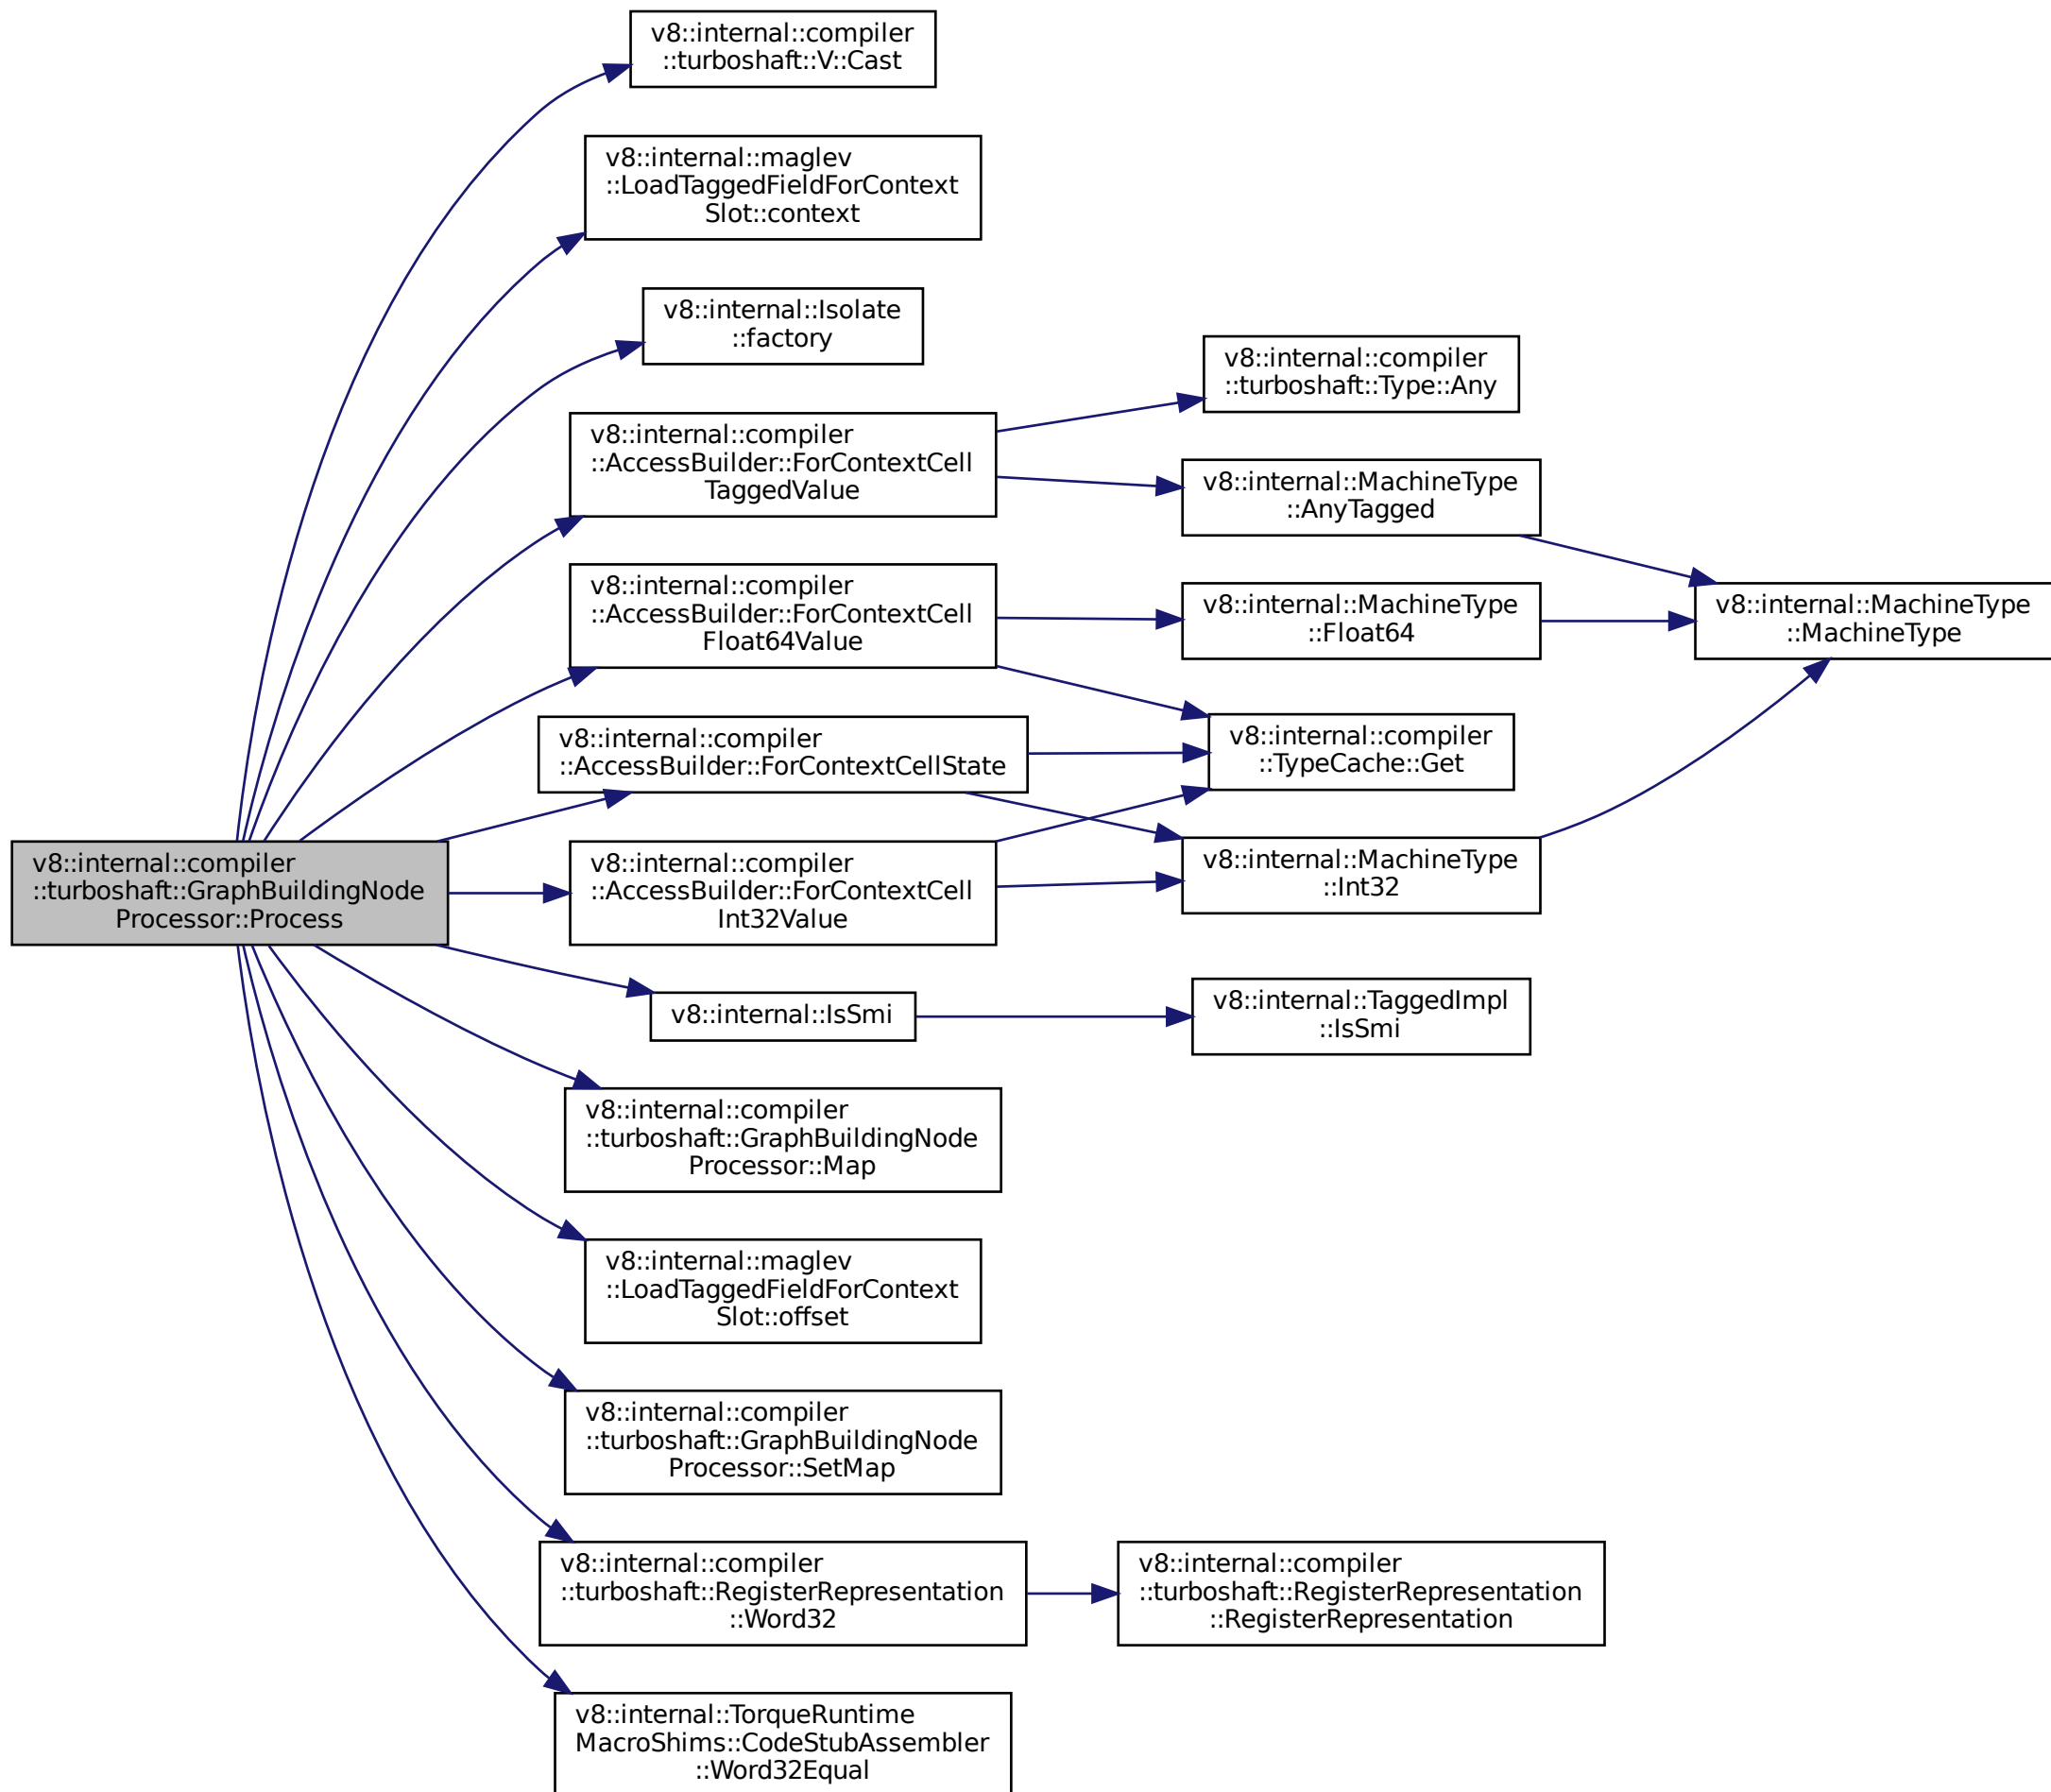 v8::internal::compiler
::turboshaft::V::Cast
v8::internal::maglev
::LoadTaggedFieldForContext
Slot::context
v8::internal::Isolate
::factory
v8::internal::compiler
::turboshaft::Type::Any
v8::internal::compiler
::AccessBuilder::ForContextCell
TaggedValue
v8::internal::MachineType
::AnyTagged
v8::internal::compiler
::AccessBuilder::ForContextCell
Float64Value
v8::internal::MachineType
::Float64
v8::internal::MachineType
::MachineType
v8::internal::compiler
::AccessBuilder::ForContextCellState
v8::internal::compiler
::TypeCache::Get
v8::internal::compiler
::turboshaft::GraphBuildingNode
Processor::Process
v8::internal::compiler
::AccessBuilder::ForContextCell
Int32Value
v8::internal::MachineType
::Int32
v8::internal::IsSmi
v8::internal::TaggedImpl
::IsSmi
v8::internal::compiler
::turboshaft::GraphBuildingNode
Processor::Map
v8::internal::maglev
::LoadTaggedFieldForContext
Slot::offset
v8::internal::compiler
::turboshaft::GraphBuildingNode
Processor::SetMap
v8::internal::compiler
::turboshaft::RegisterRepresentation
::Word32
v8::internal::compiler
::turboshaft::RegisterRepresentation
::RegisterRepresentation
v8::internal::TorqueRuntime
MacroShims::CodeStubAssembler
::Word32Equal